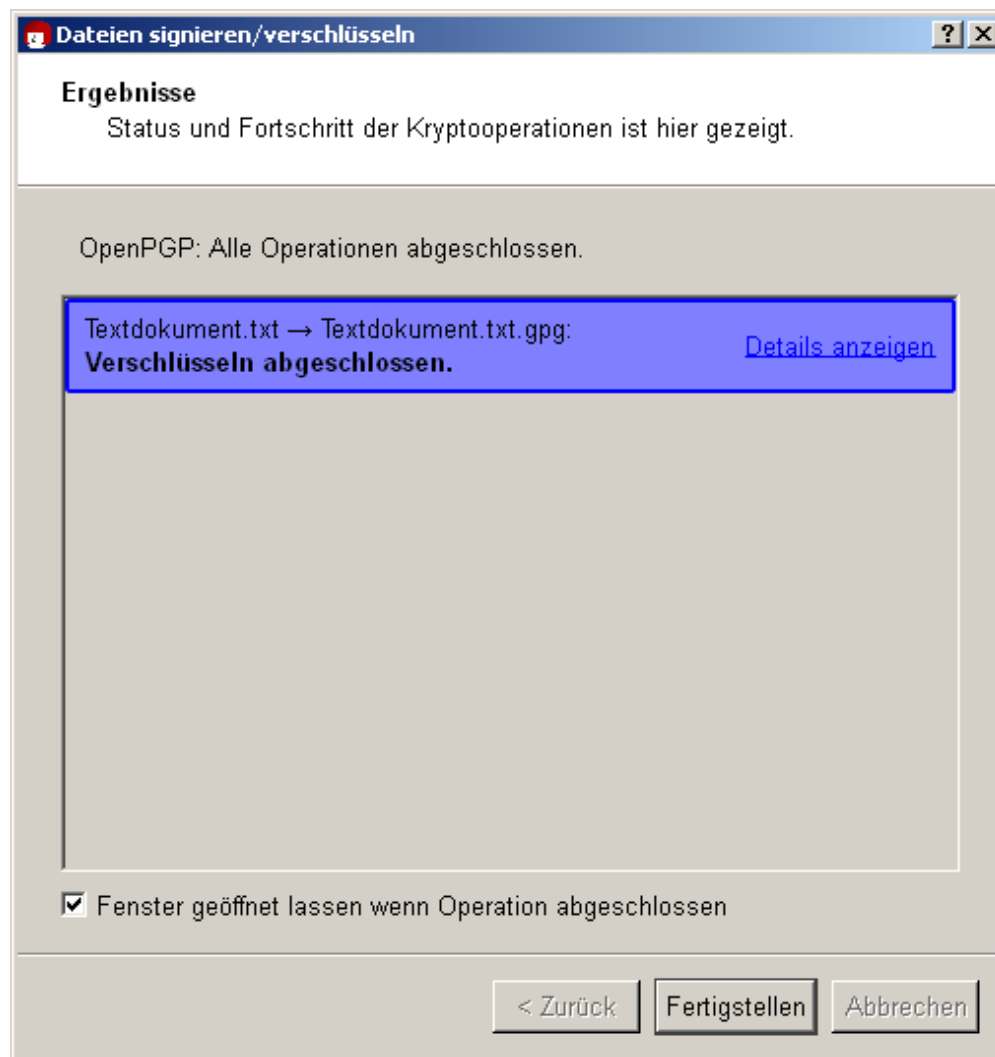 Dateien signieren/verschlüsseln
Ergebnisse
Status und Fortschritt der Kryptooperationen ist hier gezeigt.
OpenPGP: Alle Operationen abgeschlossen.
Textdokument.txt → Textdokument.txt.gpg:
Verschlüsseln abgeschlossen.
Details anzeigen
Fenster geöffnet lassen wenn Operation abgeschlossen
< Zurück
Fertigstellen
Abbrechen